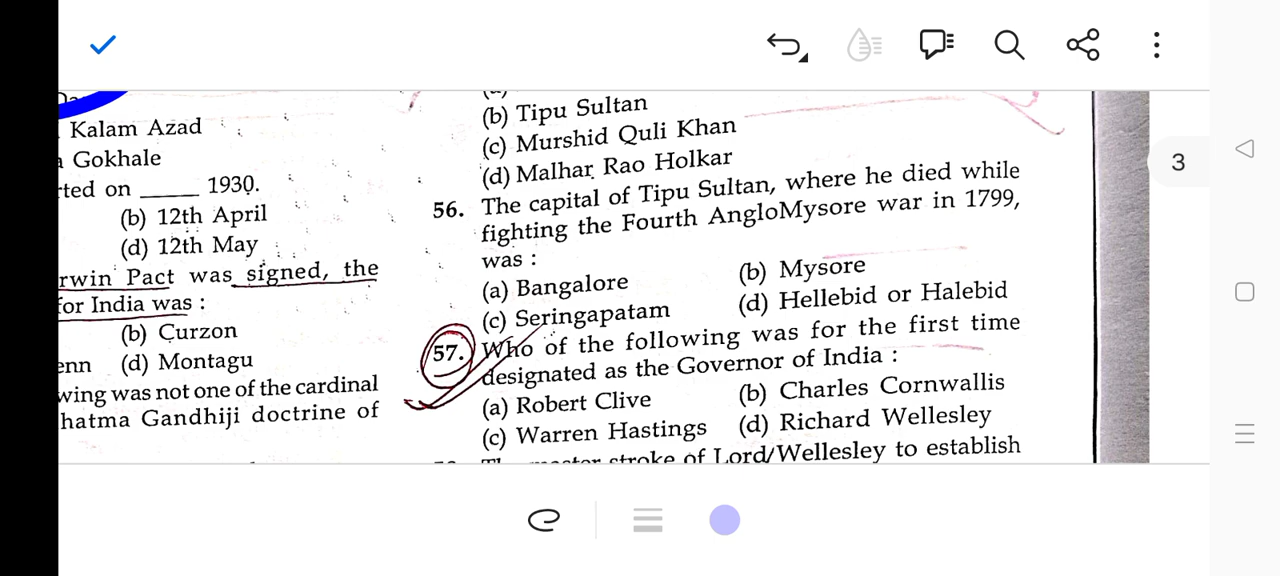 3
Kalam Azad
Gokhale
rted on _____ 1930.
(b) 12th April
(d) 12th May
rwin Pact was signed, the
for India was :
(b) Curzon
enn (d) Montagu
wing was not one of the cardinal
hatma Gandhiji doctrine of
(b) Tipu Sultan
(c) Murshid Quli Khan
(d) Malhar Rao Holkar
56. The capital of Tipu Sultan, where he died while
fighting the Fourth AngloMysore war in 1799,
was :
(a) Bangalore (b) Mysore
(c) Seringapatam (d) Hellebid or Halebid
57. Who of the following was for the first time
designated as the Governor of India :
(a) Robert Clive (b) Charles Cornwallis
(c) Warren Hastings (d) Richard Wellesley
stroke of Lord/Wellesley to establish